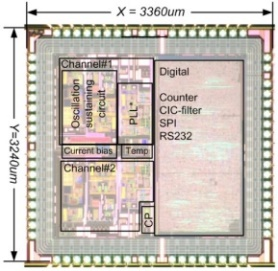 X = 3360um
Y=3240um
Channel#1
Oscilation
sustaining
circuit
PLL*
Current bias
Temp
Channel#2
CP
Digital
Counter
CIC-filter
SPI
RS232